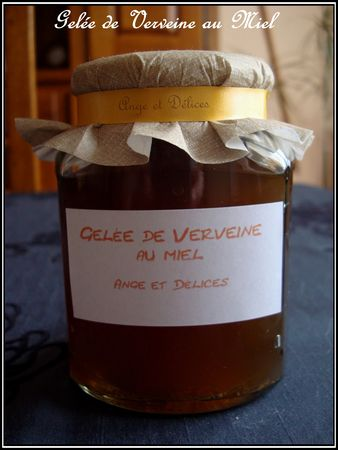 Gelée de Verveine au Miel
Ange et Délices
GELÉE DE VERVEINE
AU MIEL
ANGE ET DÉLICES